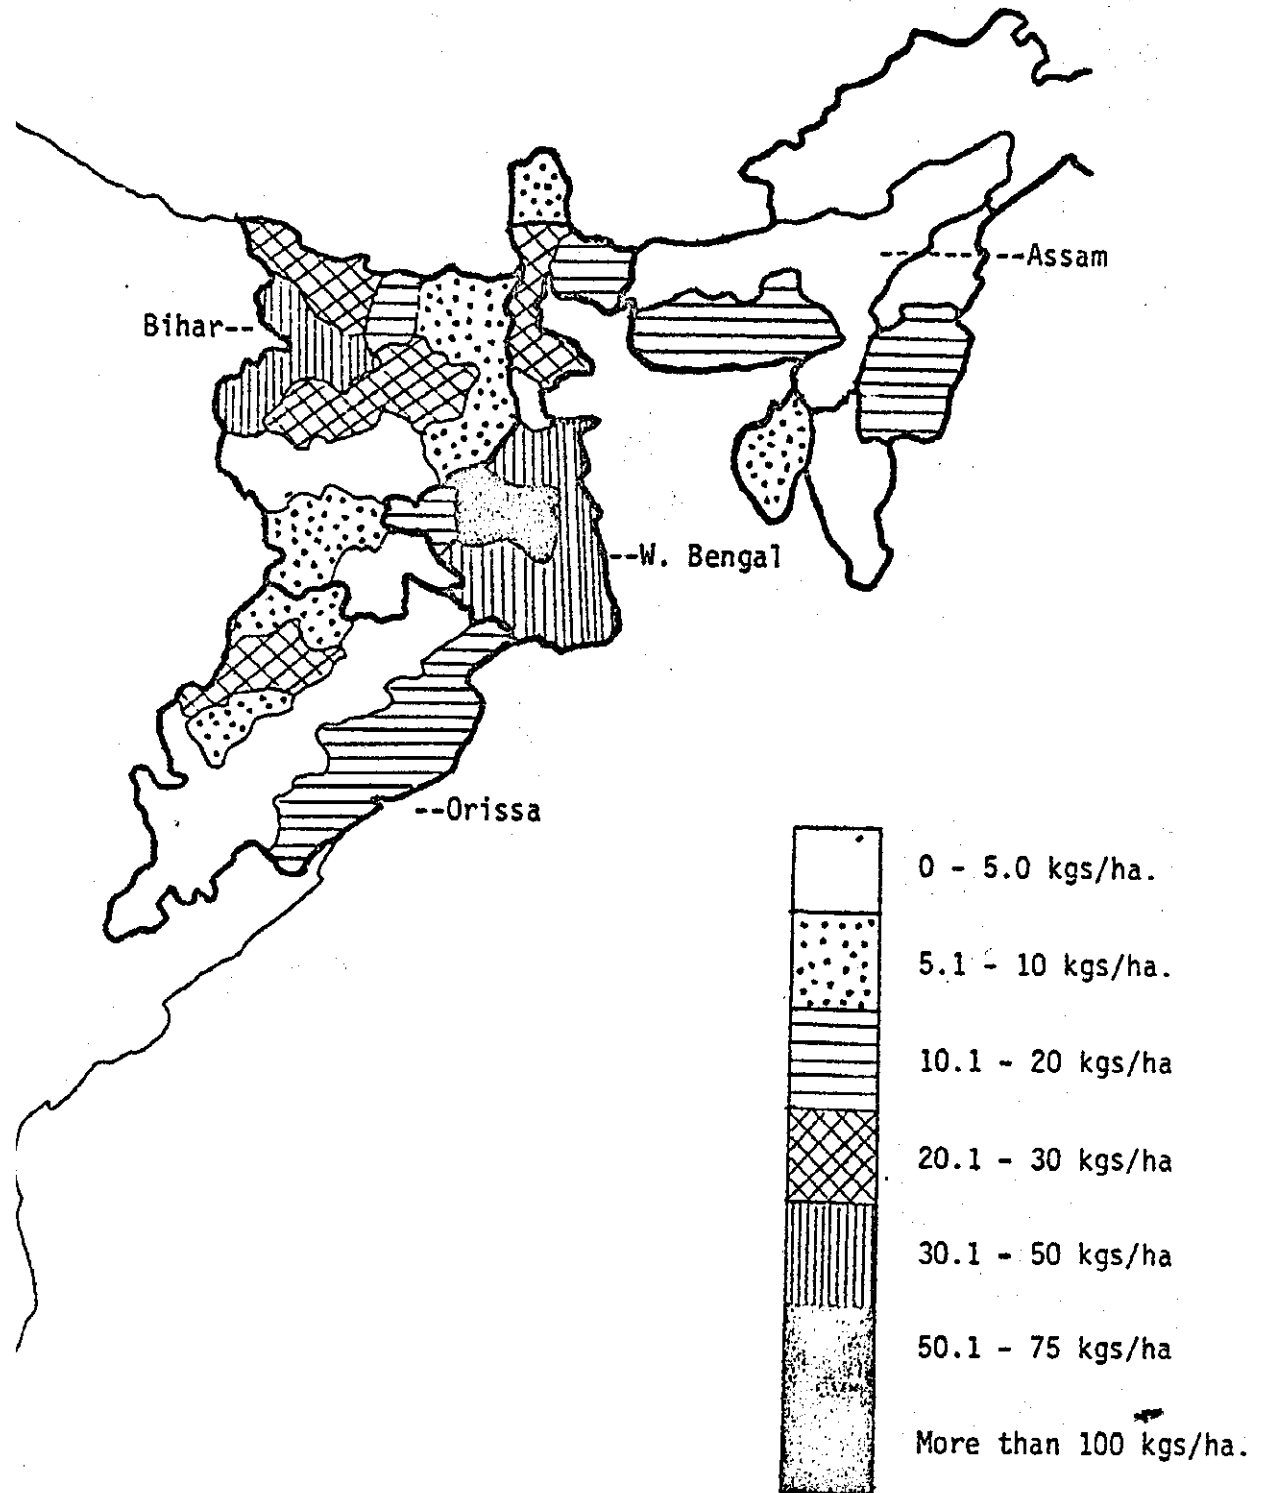 --Assam
Bihar--
--W. Bengal
--Orissa
0 - 5.0 kgs/ha.
5.1 - 10 kgs/ha.
10.1 - 20 kgs/ha
20.1 - 30 kgs/ha
30.1 - 50 kgs/ha
50.1 - 75 kgs/ha
More than 100 kgs/ha.